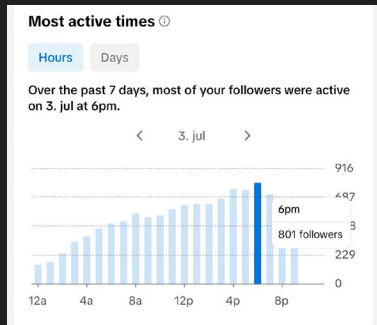 Most active times
Hours Days
Over the past 7 days, most of your followers were active
on 3. jul at 6pm.
3. jul
916
6pm
801 followers
229
0
12a 4a 8a 12p 4p 8p